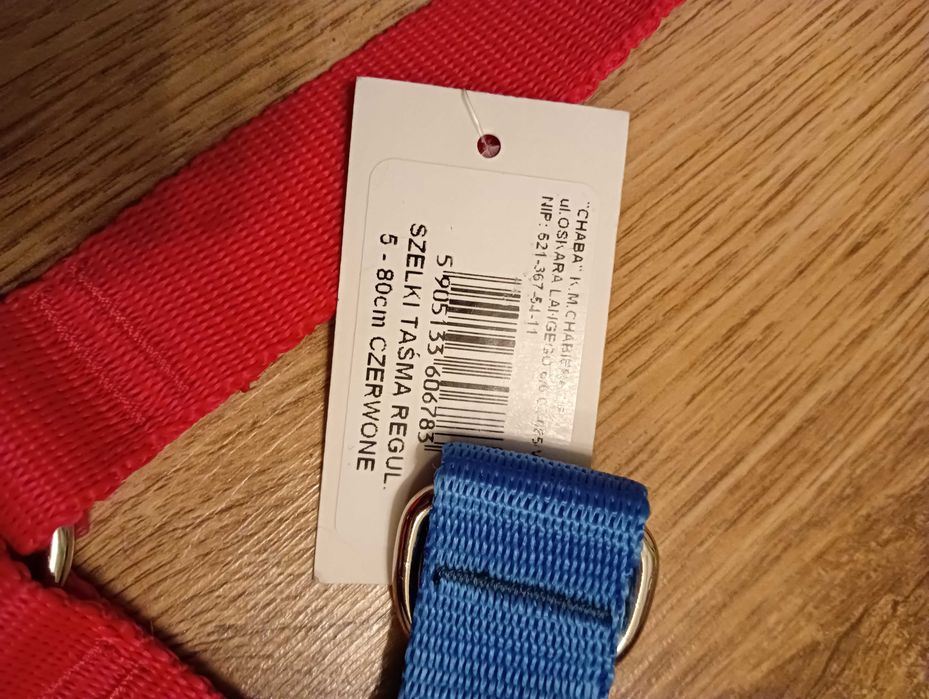 "CHABA" K.M.CHABIERA
ul.OSKARA LANGEGO
NIP: 521-367-54-11
5 905133 606783
SZELKI TAŚMA REGUL.
5 - 80cm CZERWONE